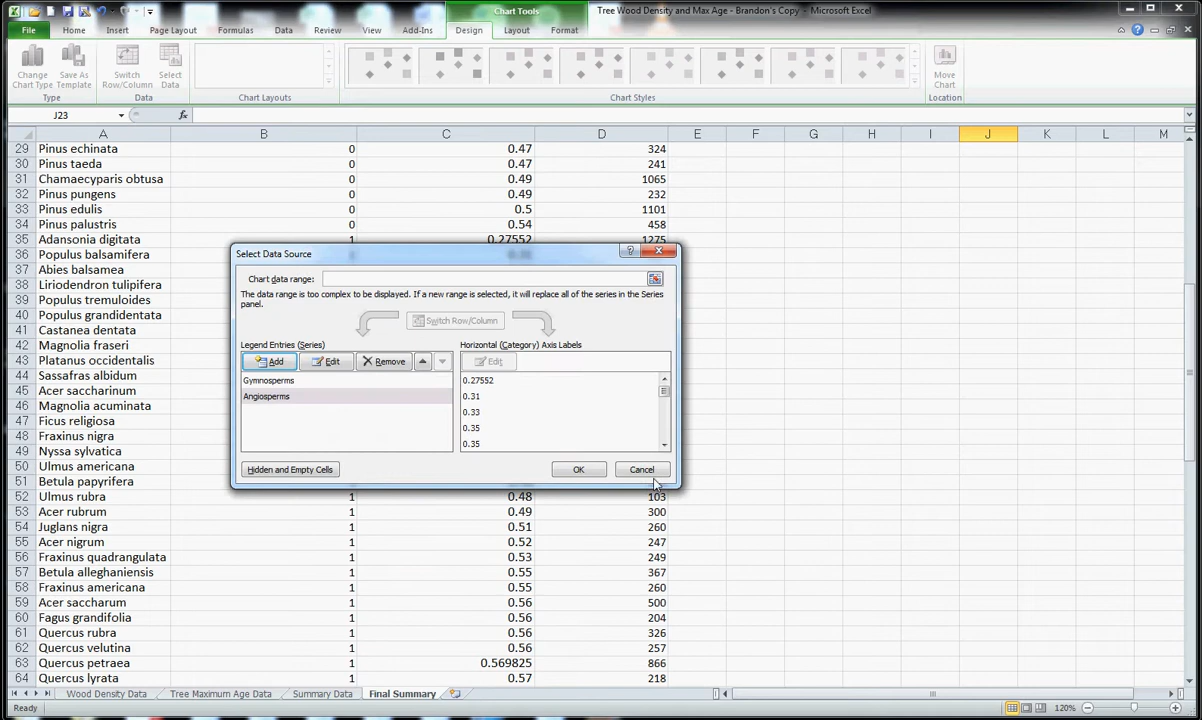 Chart Tools
Tree Wood Density and Max Age - Brandon's Copy - Microsoft Excel
File Home Insert Page Layout Formulas Data Review View Add-Ins Design Layout Format
Change Chart Type
Save As Template
Switch Row/Column
Select Data
Move Chart
Type Data Chart Layouts Chart Styles Location
J23 fx
A B C D E F G H I J K L M
29 Pinus echinata 0 0.47 324
30 Pinus taeda 0 0.47 241
31 Chamaecyparis obtusa 0 0.49 1065
32 Pinus pungens 0 0.49 232
33 Pinus edulis 0 0.5 1101
34 Pinus palustris 0 0.54 458
35 Adansonia digitata 1 0.27552 1275
36 Populus balsamifera
37 Abies balsamea
38 Liriodendron tulipifera
39 Populus tremuloides
40 Populus grandidentata
41 Castanea dentata
42 Magnolia fraseri
43 Platanus occidentalis
44 Sassafras albidum
45 Acer saccharinum
46 Magnolia acuminata
47 Ficus religiosa
48 Fraxinus nigra
49 Nyssa sylvatica
50 Ulmus americana
51 Betula papyrifera
52 Ulmus rubra 1 0.48 103
53 Acer rubrum 1 0.49 300
54 Juglans nigra 1 0.51 260
55 Acer nigrum 1 0.52 247
56 Fraxinus quadrangulata 1 0.53 249
57 Betula alleghaniensis 1 0.55 367
58 Fraxinus americana 1 0.55 260
59 Acer saccharum 1 0.56 500
60 Fagus grandifolia 1 0.56 204
61 Quercus rubra 1 0.56 326
62 Quercus velutina 1 0.56 257
63 Quercus petraea 1 0.569825 866
64 Quercus lyrata 1 0.57 218
Select Data Source
Chart data range:
The data range is too complex to be displayed. If a new range is selected, it will replace all of the series in the Series
panel.
Switch Row/Column
Legend Entries (Series) Horizontal (Category) Axis Labels
Add Edit Remove Edit
Gymnosperms 0.27552
Angiosperms 0.31
0.33
0.35
0.35
Hidden and Empty Cells OK Cancel
Wood Density Data Tree Maximum Age Data Summary Data Final Summary
Ready 120%